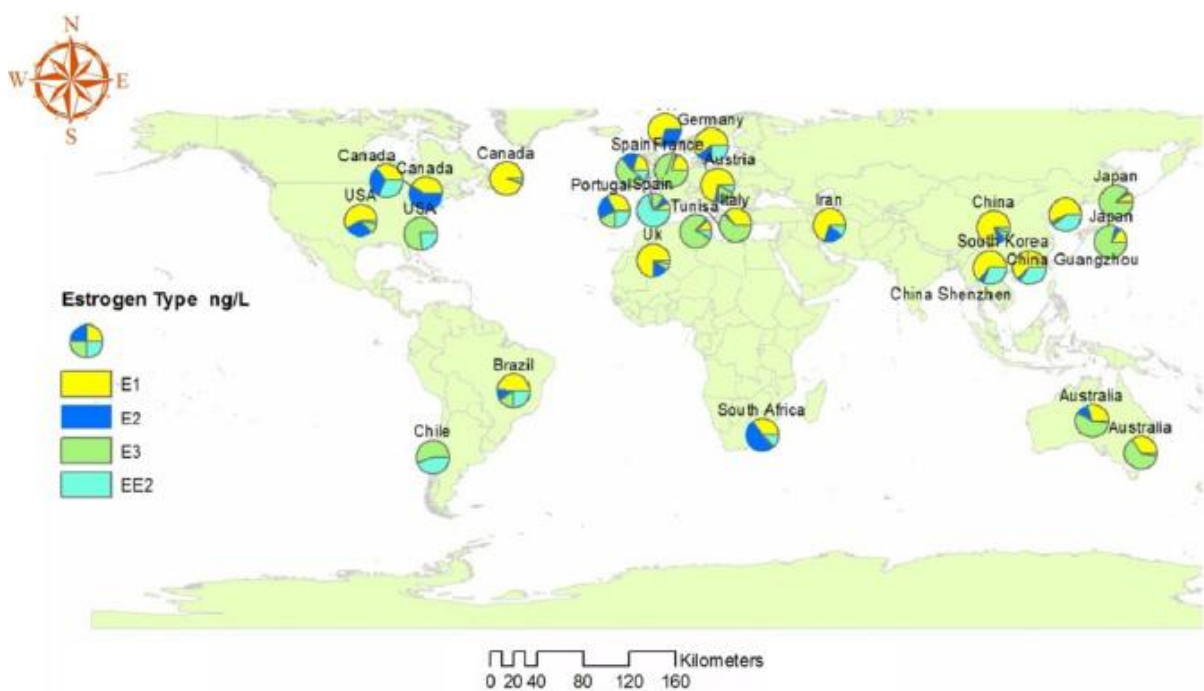 N
W E
S
Germany
Canada
Canada
Canada
Spain France
Austria
USA
USA
Portugal Spain
Tunisa Italy
Iran
Japan
China
Japan
Uk
South Korea
China Guangzhou
China Shenzhen
Estrogen Type ng/L
E1
E2
E3
EE2
Brazil
South Africa
Australia
Australia
Chile
Kilometers
0 20 40 80 120 160